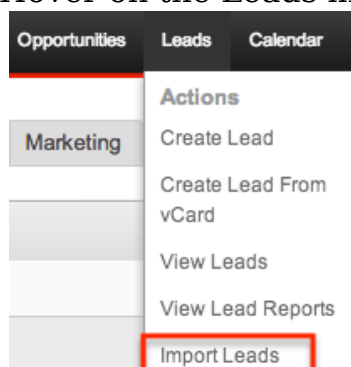 Hover on the Leads m
Opportunities Leads Calendar
Actions
Marketing Create Lead
Create Lead From
vCard
View Leads
View Lead Reports
Import Leads